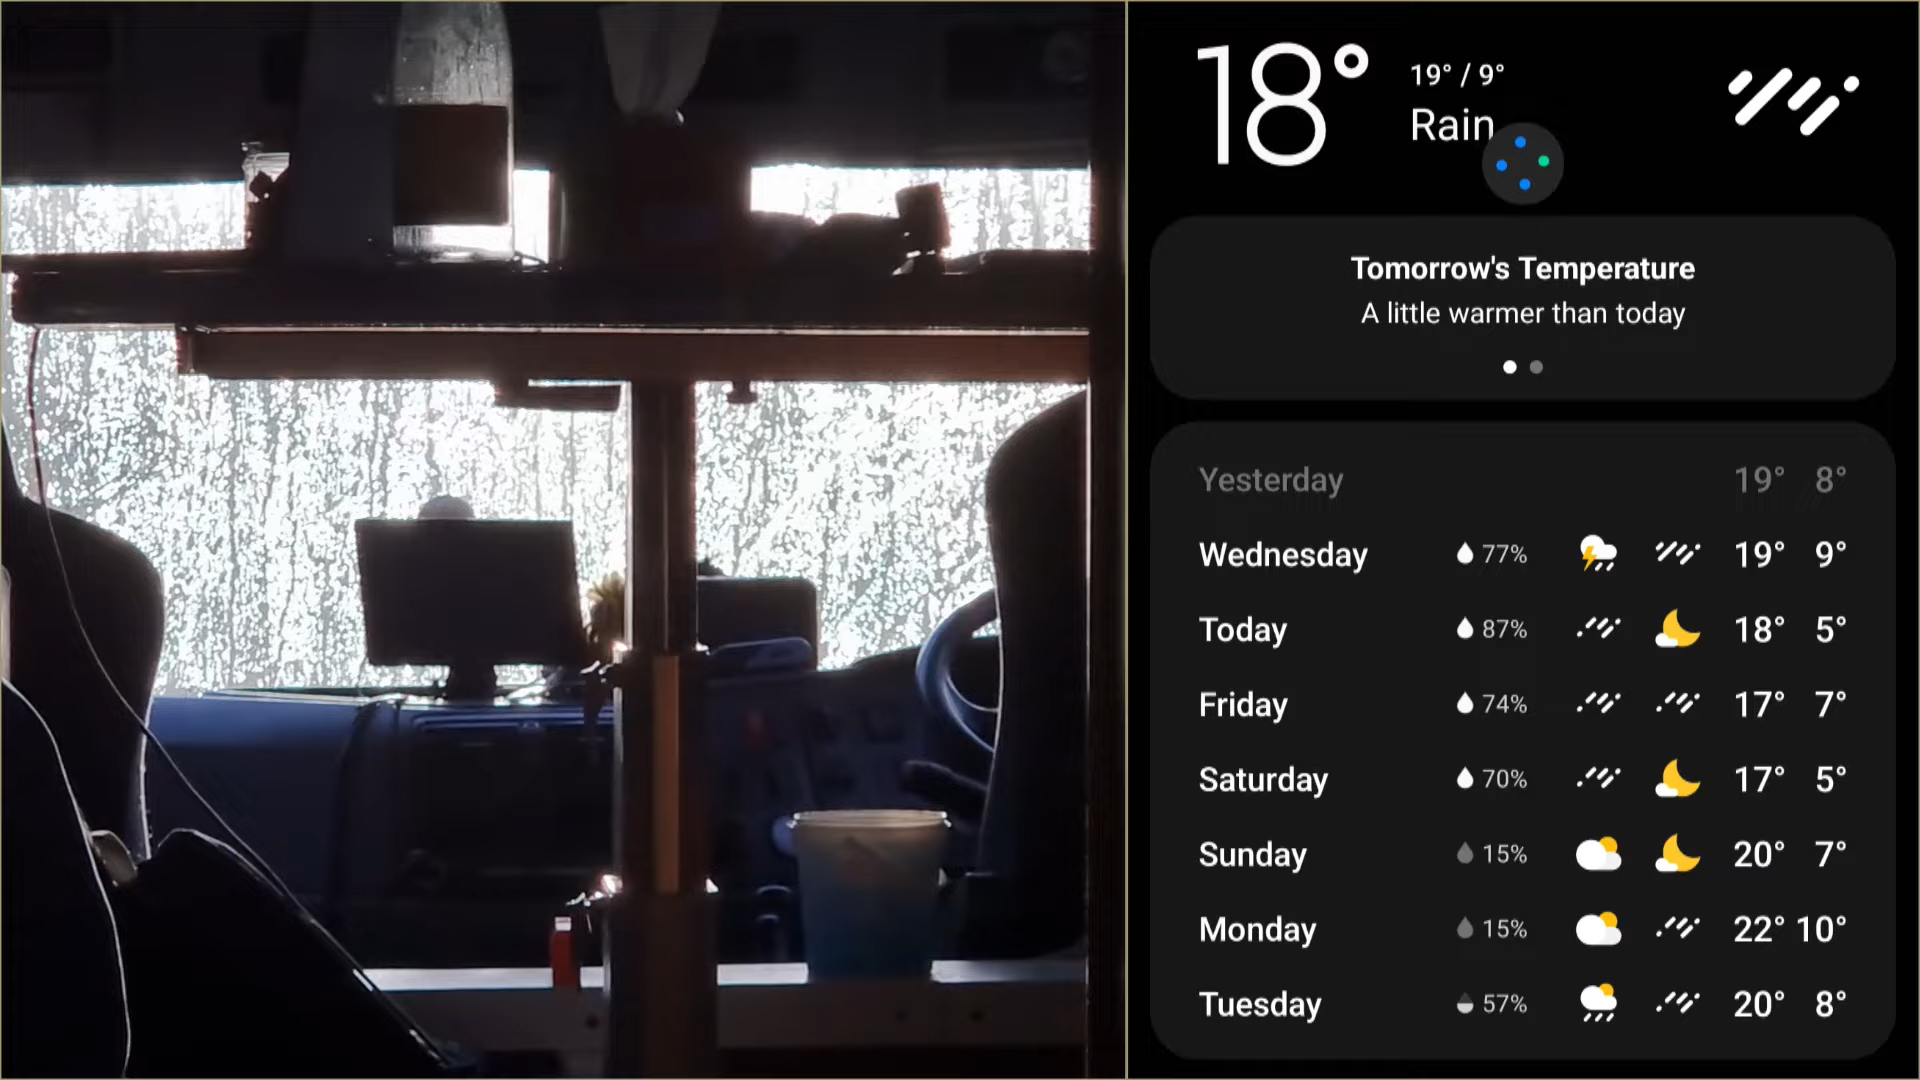 18°
19° / 9°
Rain
Tomorrow's Temperature
A little warmer than today
Yesterday 19° 8°
Wednesday 77% 19° 9°
Today 87% 18° 5°
Friday 74% 17° 7°
Saturday 70% 17° 5°
Sunday 15% 20° 7°
Monday 15% 22° 10°
Tuesday 57% 20° 8°